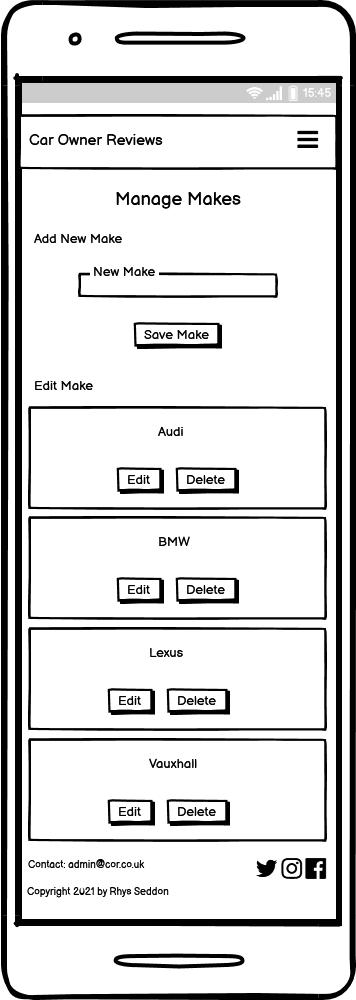 15:45
Car Owner Reviews
Manage Makes
Add New Make
New Make
Save Make
Edit Make
Audi
Edit Delete
BMW
Edit Delete
Lexus
Edit Delete
Vauxhall
Edit Delete
Contact: admin@cor.co.uk
Copyright 2021 by Rhys Seddon